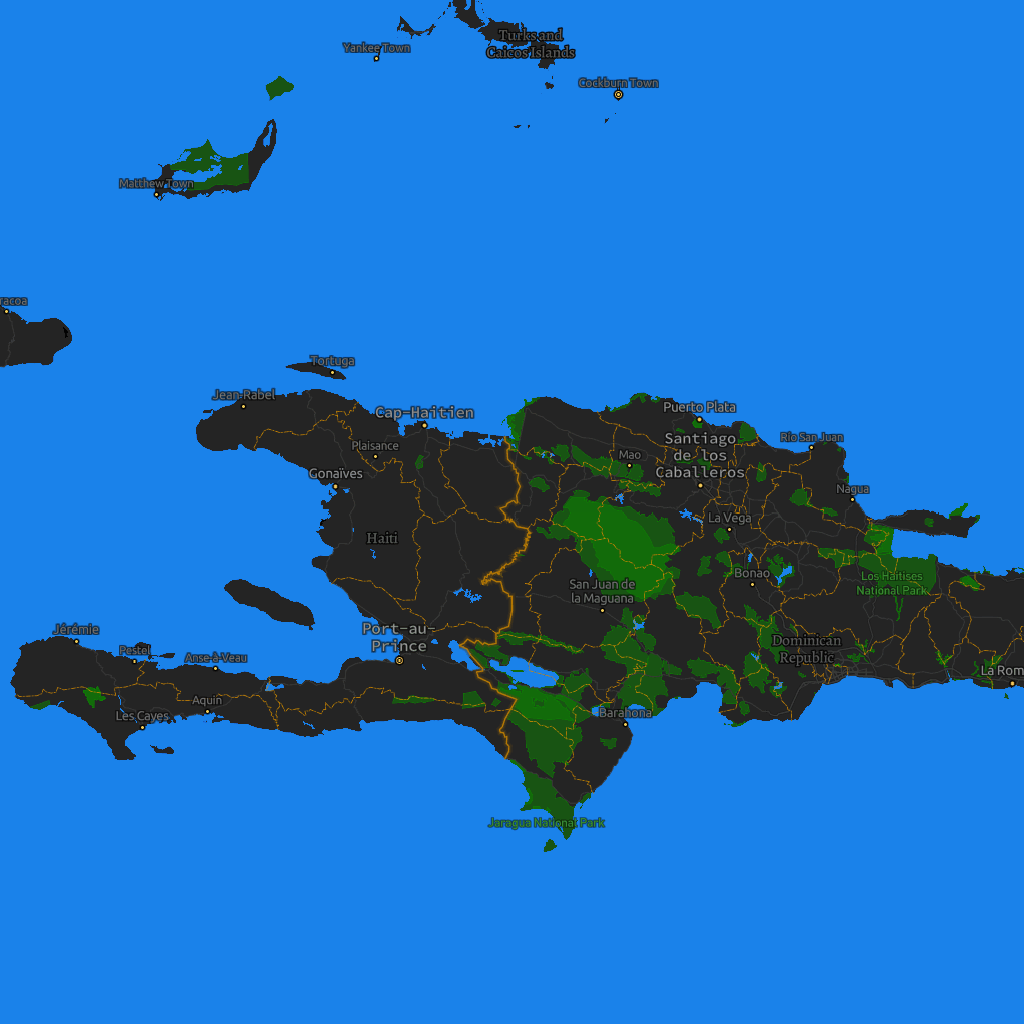 Turks and
Caicos Islands
Yankee Town
Cockburn Town
Matthew Town
racoa
Tortuga
Jean-Rabel
Cap-Haïtien
Puerto Plata
Plaisance
Santiago
de los
Caballeros
Río San Juan
Mao
Gonaïves
Nagua
La Vega
Haiti
Bonao
Los Haitises
National Park
San Juan de
la Maguana
Jérémie
Port-au-
Prince
Dominican
Republic
Pestel
Anse-à-Veau
La Rom
Aquin
Les Cayes
Barahona
Jaragua National Park